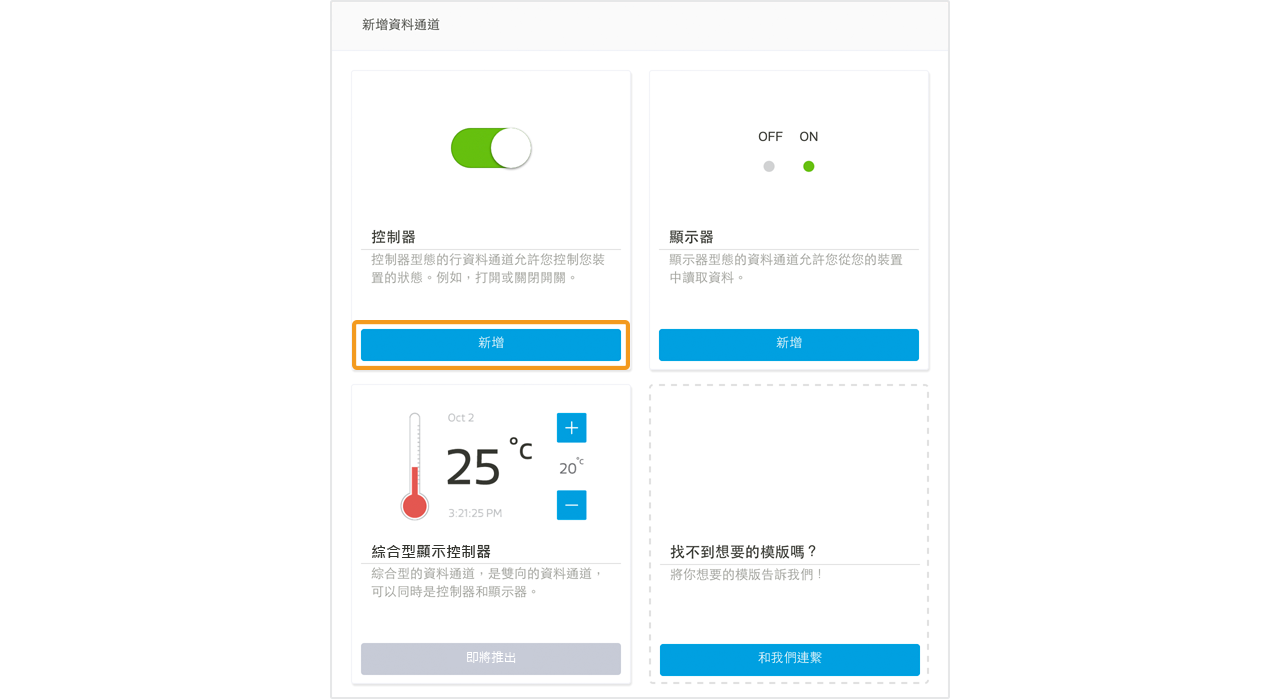 新增資料通道
控制器
控制器型態的行資料通道允許您控制您裝
置的狀態。例如，打開或關閉開關。
新增
OFF ON
顯示器
顯示器型態的資料通道允許您從您的裝置
中讀取資料。
新增
Oct 2
25 °C
3:21:25 PM
+
20°c
−
綜合型顯示控制器
綜合型的資料通道，是雙向的資料通道，
可以同時是控制器和顯示器。
即將推出
找不到想要的模版嗎？
將你想要的模版告訴我們！
和我們連繫